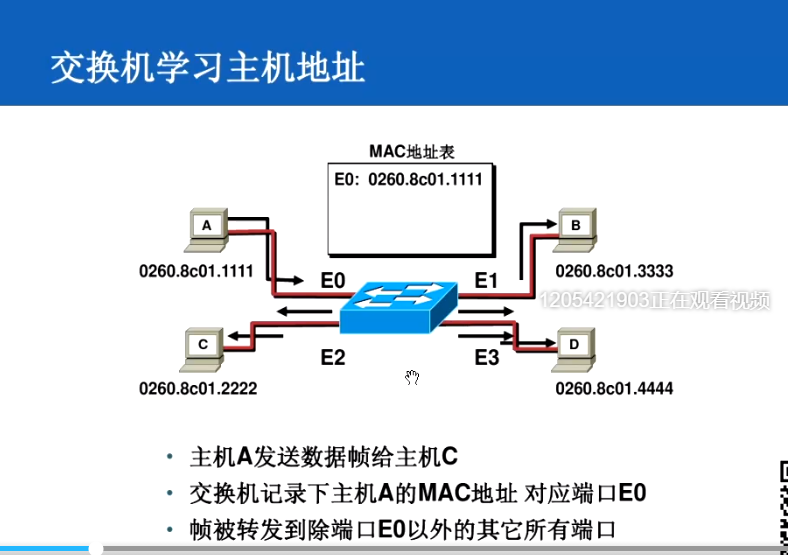 交换机学习主机地址
MAC地址表
E0: 0260.8c01.1111
A
B
0260.8c01.1111
E0
E1
0260.8c01.3333
1205421903正在观看视频
C
D
E2
E3
0260.8c01.2222
0260.8c01.4444
• 主机A发送数据帧给主机C
• 交换机记录下主机A的MAC地址 对应端口E0
• 帧被转发到除端口E0以外的其它所有端口